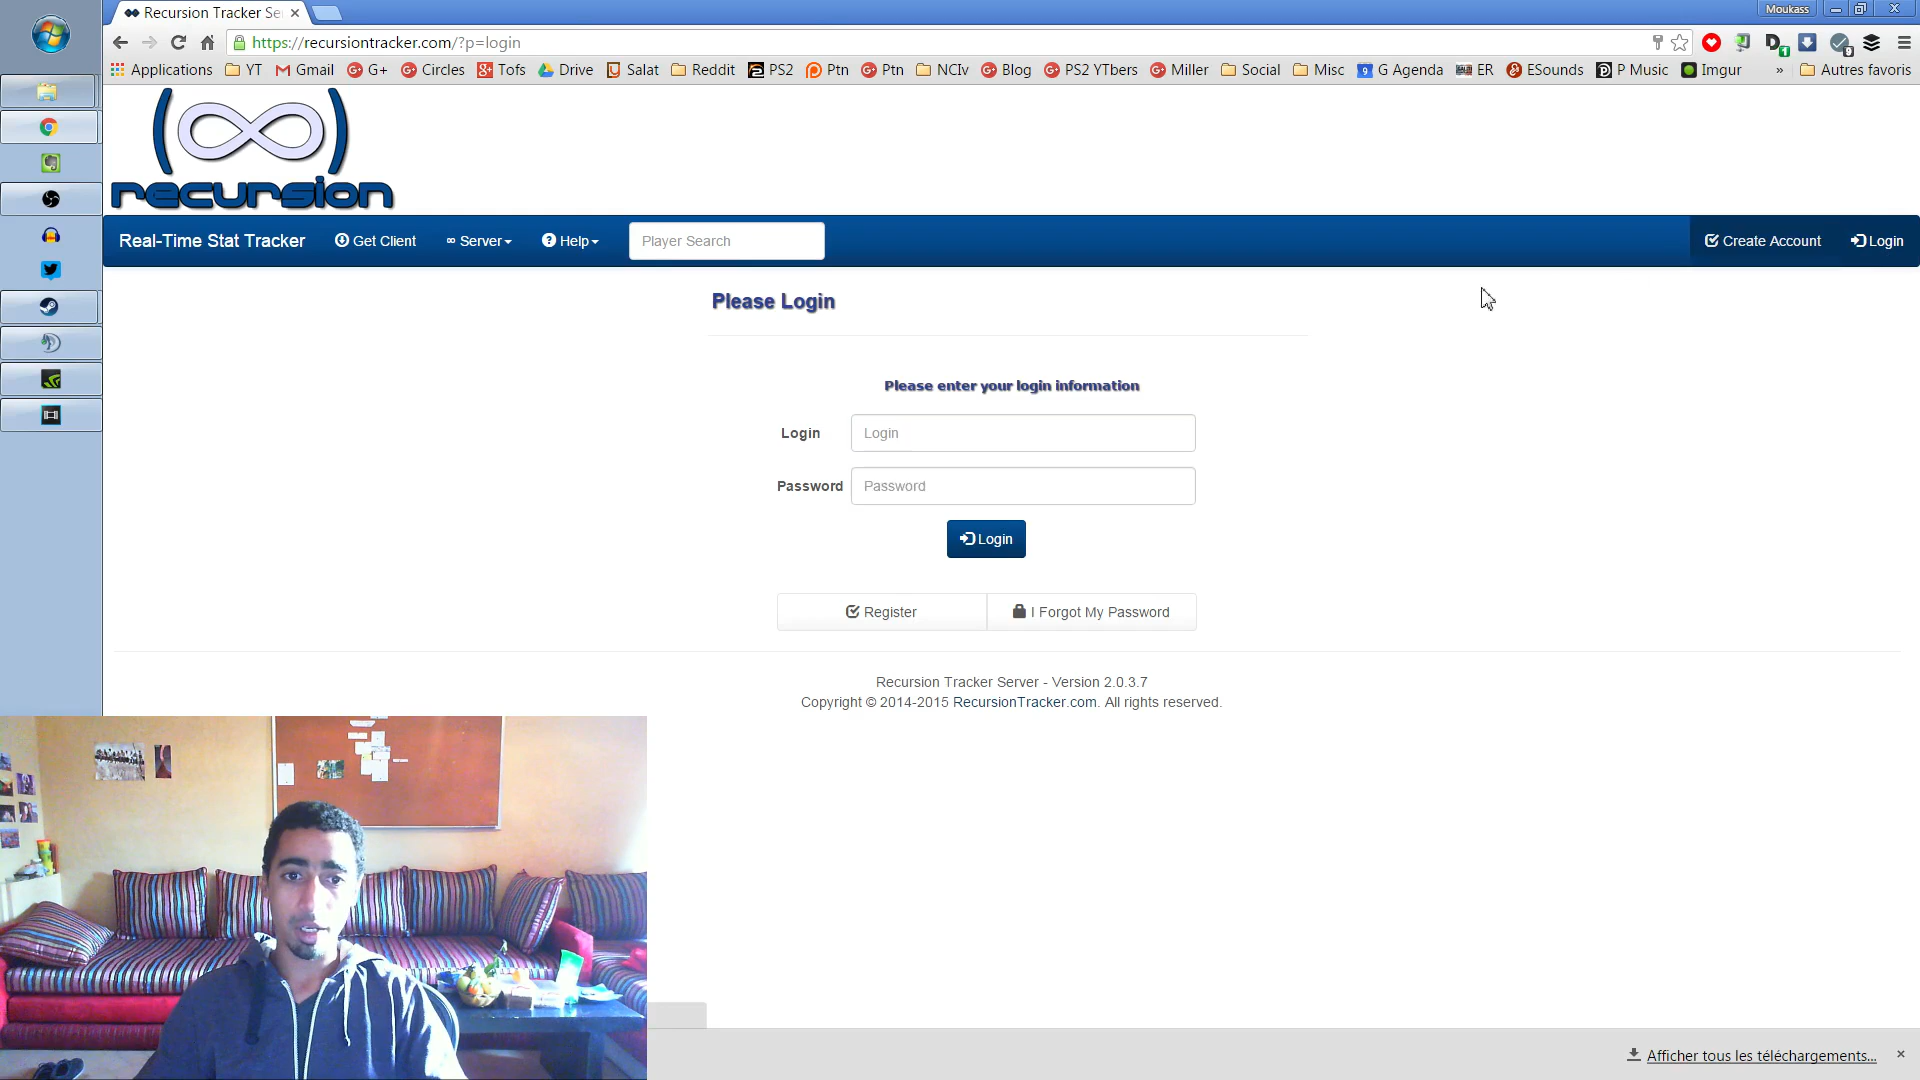 Recursion Tracker Se
Moukass
https://recursiontracker.com/?p=login
1
9
Applications YT Gmail G+ Circles Tofs Drive Salat Reddit PS2 Ptn Ptn NCIv Blog PS2 YTbers Miller Social Misc G Agenda ER ESounds P Music Imgur » Autres favoris
recursion
Real-Time Stat Tracker Get Client Server Help Player Search Create Account Login
Please Login
Please enter your login information
Login Login
Password Password
Login
Register I Forgot My Password
Recursion Tracker Server - Version 2.0.3.7
Copyright © 2014-2015 RecursionTracker.com. All rights reserved.
Afficher tous les téléchargements...